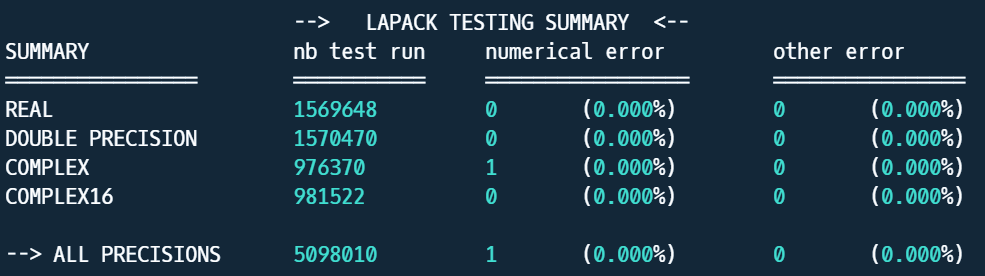 --> LAPACK TESTING SUMMARY <--
SUMMARY nb test run numerical error other error
================ =========== ================= ================
REAL 1569648 0 (0.000%) 0 (0.000%)
DOUBLE PRECISION 1570470 0 (0.000%) 0 (0.000%)
COMPLEX 976370 1 (0.000%) 0 (0.000%)
COMPLEX16 981522 0 (0.000%) 0 (0.000%)
--> ALL PRECISIONS 5098010 1 (0.000%) 0 (0.000%)